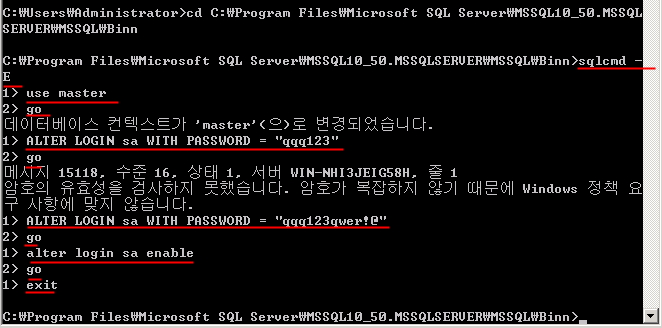 C:₩Users₩Administrator>cd C:₩Program Files₩Microsoft SQL Server₩MSSQL10_50.MSSQL
SERVER₩MSSQL₩Binn
C:₩Program Files₩Microsoft SQL Server₩MSSQL10_50.MSSQLSERVER₩MSSQL₩Binn>sqlcmd -
E
1> use master
2> go
데이터베이스 컨텍스트가 'master'(으)로 변경되었습니다.
1> ALTER LOGIN sa WITH PASSWORD = "qqq123"
2> go
메시지 15118, 수준 16, 상태 1, 서버 WIN-NHI3JEIG58H, 줄 1
암호의 유효성을 검사하지 못했습니다. 암호가 복잡하지 않기 때문에 Windows 정책 요
구 사항에 맞지 않습니다.
1> ALTER LOGIN sa WITH PASSWORD = "qqq123qwer!@"
2> go
1> alter login sa enable
2> go
1> exit
C:₩Program Files₩Microsoft SQL Server₩MSSQL10_50.MSSQLSERVER₩MSSQL₩Binn>